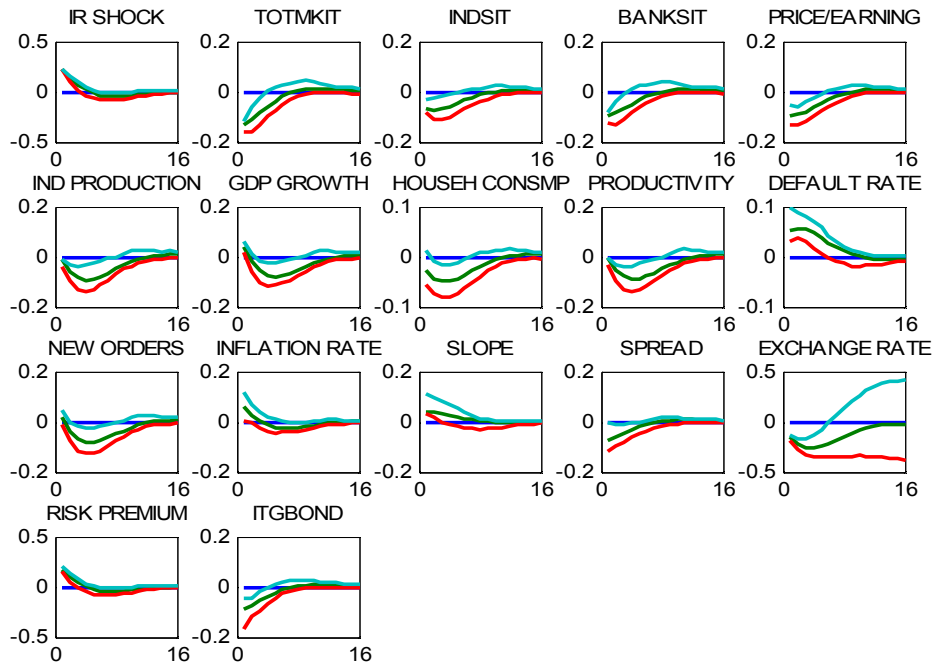 IR SHOCK TOTMKIT INDSIT BANKSIT PRICE/EARNING
0.5 0.2 0.2 0.2 0.2
0 0 0 0 0
-0.5 -0.2 -0.2 -0.2 -0.2
0 16 0 16 0 16 0 16 0 16
IND PRODUCTION GDP GROWTH HOUSEH CONSMP PRODUCTIVITY DEFAULT RATE
0.2 0.2 0.1 0.2 0.1
0 0 0 0 0
-0.2 -0.2 -0.1 -0.2 -0.1
0 16 0 16 0 16 0 16 0 16
NEW ORDERS INFLATION RATE SLOPE SPREAD EXCHANGE RATE
0.2 0.2 0.2 0.2 0.5
0 0 0 0 0
-0.2 -0.2 -0.2 -0.2 -0.5
0 16 0 16 0 16 0 16 0 16
RISK PREMIUM ITGBOND
0.5 0.2
0 0
-0.5 -0.2
0 16 0 16